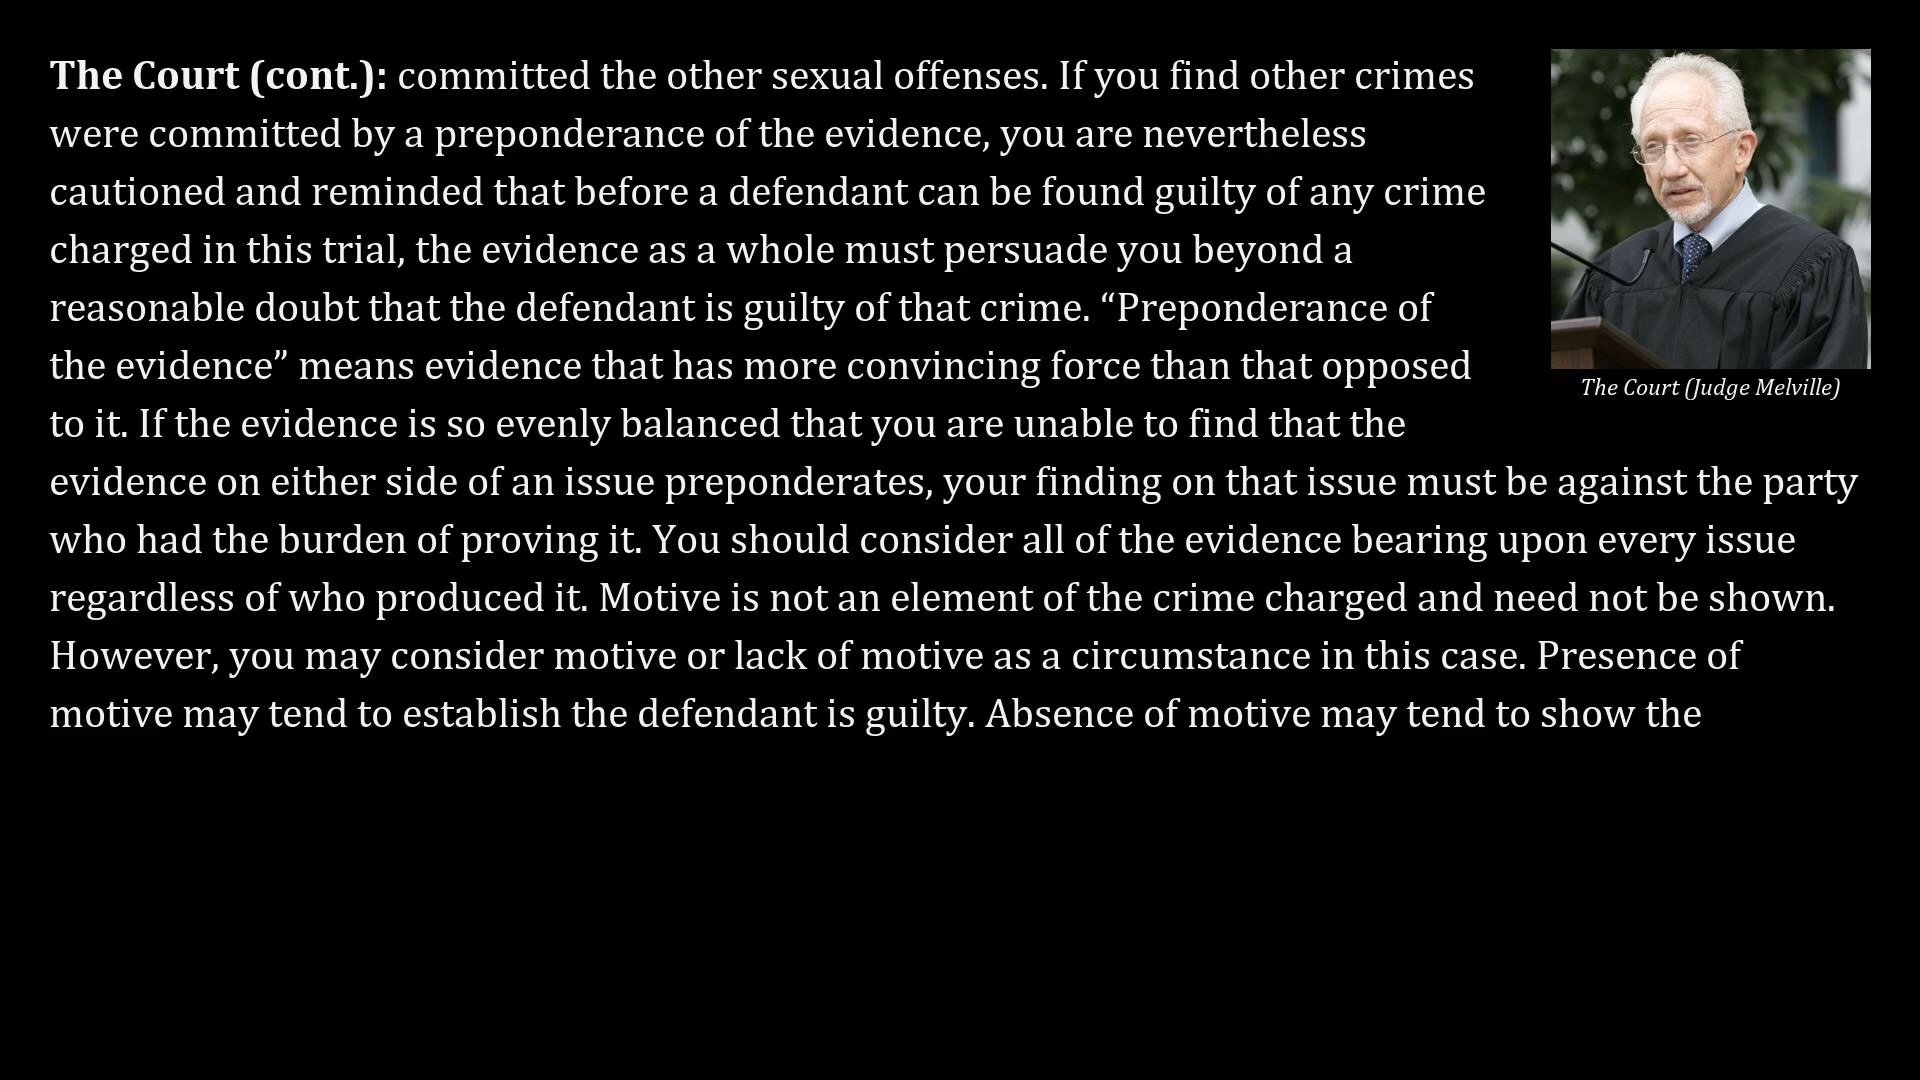 The Court (cont.): committed the other sexual offenses. If you find other crimes
were committed by a preponderance of the evidence, you are nevertheless
cautioned and reminded that before a defendant can be found guilty of any crime
charged in this trial, the evidence as a whole must persuade you beyond a
reasonable doubt that the defendant is guilty of that crime. “Preponderance of
the evidence” means evidence that has more convincing force than that opposed
to it. If the evidence is so evenly balanced that you are unable to find that the
evidence on either side of an issue preponderates, your finding on that issue must be against the party
who had the burden of proving it. You should consider all of the evidence bearing upon every issue
regardless of who produced it. Motive is not an element of the crime charged and need not be shown.
However, you may consider motive or lack of motive as a circumstance in this case. Presence of
motive may tend to establish the defendant is guilty. Absence of motive may tend to show the
The Court (Judge Melville)